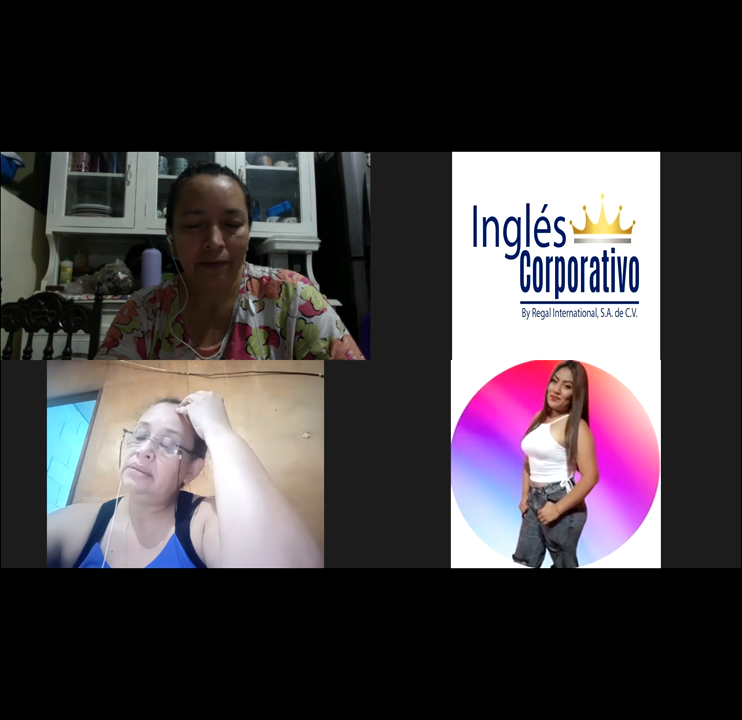 Inglés
Corporativo
By Regal International, S.A. de C.V.